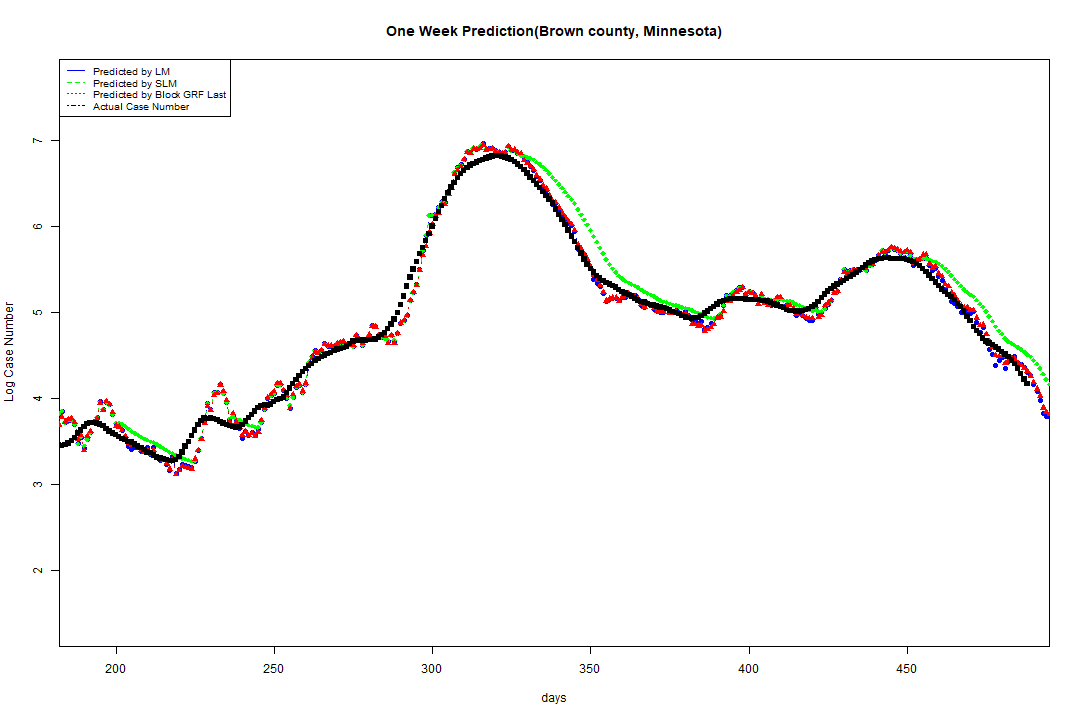 One Week Prediction(Brown county, Minnesota)
Predicted by LM
Predicted by SLM
Predicted by Block GRF Last
Actual Case Number
Log Case Number
7
6
5
4
3
2
200 250 300 350 400 450
days